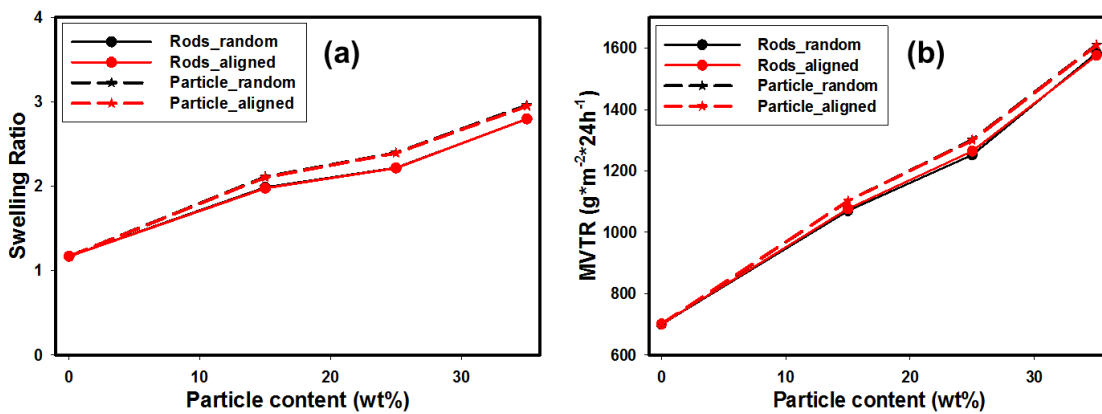 4
3
2
1
0
Swelling Ratio
Rods_random
Rods_aligned
Particle_random
Particle_aligned
(a)
0 10 20 30
Particle content (wt%)
1600
1400
1200
1000
800
600
MVTR (g*m⁻²*24h⁻¹)
Rods_random
Rods_aligned
Particle_random
Particle_aligned
(b)
0 10 20 30
Particle content (wt%)